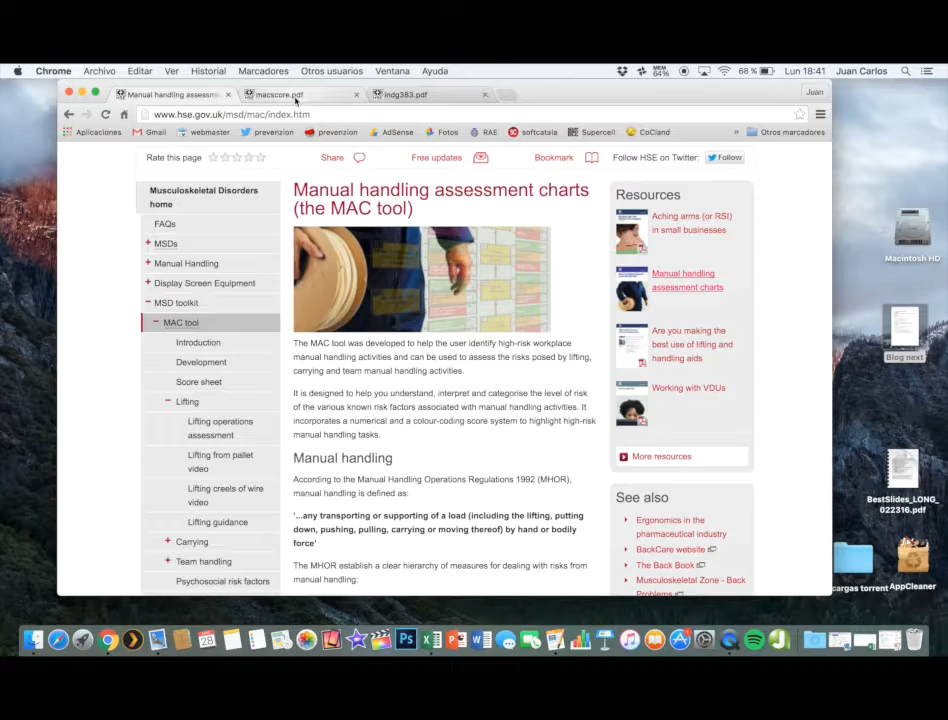 Chrome Archivo Editar Ver Historial Marcadores Otros usuarios Ventana Ayuda MEM 64% 68 % Lun 18:41 Juan Carlos
Manual handling assessm macscore.pdf indg383.pdf Juan
www.hse.gov.uk/msd/mac/index.htm
Aplicaciones Gmail webmaster prevenzion prevenzion AdSense Fotos RAE softcatala Supercell CoCland » Otros marcadores
Rate this page Share Free updates Bookmark Follow HSE on Twitter: Follow
Musculoskeletal Disorders
home
FAQs
MSDs
Manual Handling
Display Screen Equipment
MSD toolkit
MAC tool
Introduction
Development
Score sheet
Lifting
Lifting operations
assessment
Lifting from pallet
video
Lifting creels of wire
video
Lifting guidance
Carrying
Team handling
Psychosocial risk factors
Manual handling assessment charts
(the MAC tool)
The MAC tool was developed to help the user identify high-risk workplace
manual handling activities and can be used to assess the risks posed by lifting,
carrying and team manual handling activities.
It is designed to help you understand, interpret and categorise the level of risk
of the various known risk factors associated with manual handling activities. It
incorporates a numerical and a colour-coding score system to highlight high-risk
manual handling tasks.
Manual handling
According to the Manual Handling Operations Regulations 1992 (MHOR),
manual handling is defined as:
'...any transporting or supporting of a load (including the lifting, putting
down, pushing, pulling, carrying or moving thereof) by hand or bodily
force'
The MHOR establish a clear hierarchy of measures for dealing with risks from
manual handling:
Resources
Aching arms (or RSI)
in small businesses
Manual handling
assessment charts
Are you making the
best use of lifting and
handling aids
Working with VDUs
More resources
See also
Ergonomics in the
pharmaceutical industry
BackCare website
The Back Book
Musculoskeletal Zone - Back
Problems
Macintosh HD
Blog next
BestSlides_LONG_
022316.pdf
cargas torrent
AppCleaner
28
Ps